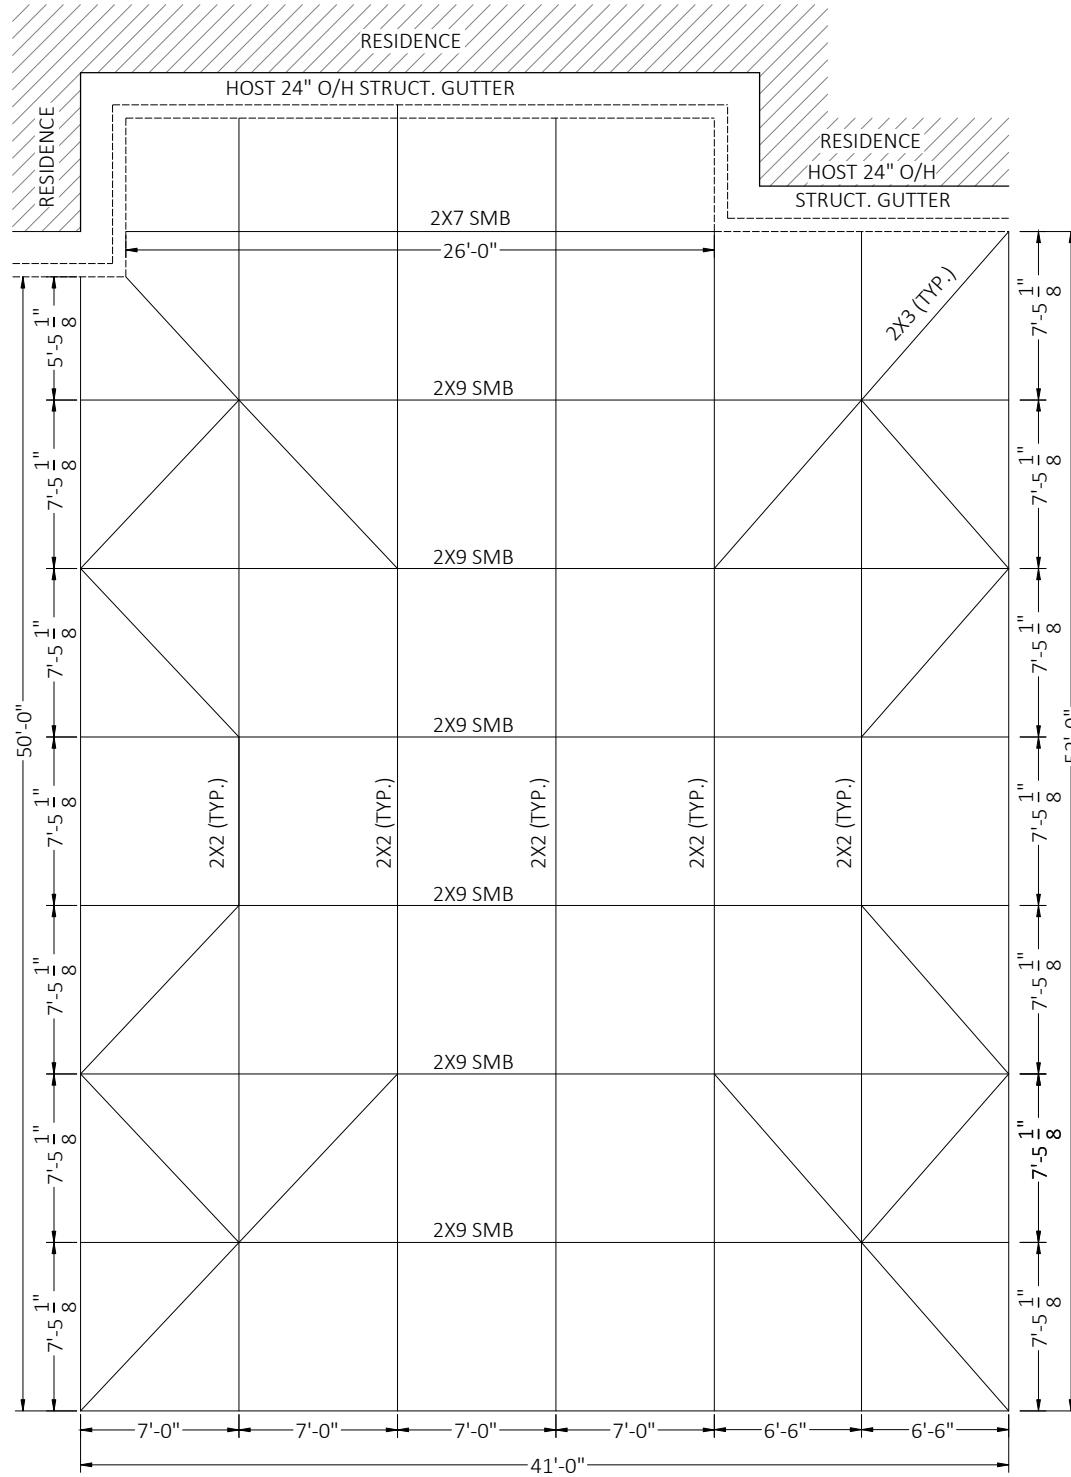 RESIDENCE
HOST 24" O/H STRUCT. GUTTER
RESIDENCE
RESIDENCE
HOST 24" O/H
STRUCT. GUTTER
2X7 SMB
26'-0"
2X3 (TYP.)
5'-5 1/8"
7'-5 1/8"
2X9 SMB
7'-5 1/8"
7'-5 1/8"
2X9 SMB
7'-5 1/8"
7'-5 1/8"
50'-0"
52'-0"
2X9 SMB
7'-5 1/8"
2X2 (TYP.)
2X2 (TYP.)
2X2 (TYP.)
2X2 (TYP.)
2X2 (TYP.)
7'-5 1/8"
2X9 SMB
7'-5 1/8"
7'-5 1/8"
2X9 SMB
7'-5 1/8"
7'-5 1/8"
2X9 SMB
7'-5 1/8"
7'-5 1/8"
7'-0"
7'-0"
7'-0"
7'-0"
6'-6"
6'-6"
41'-0"